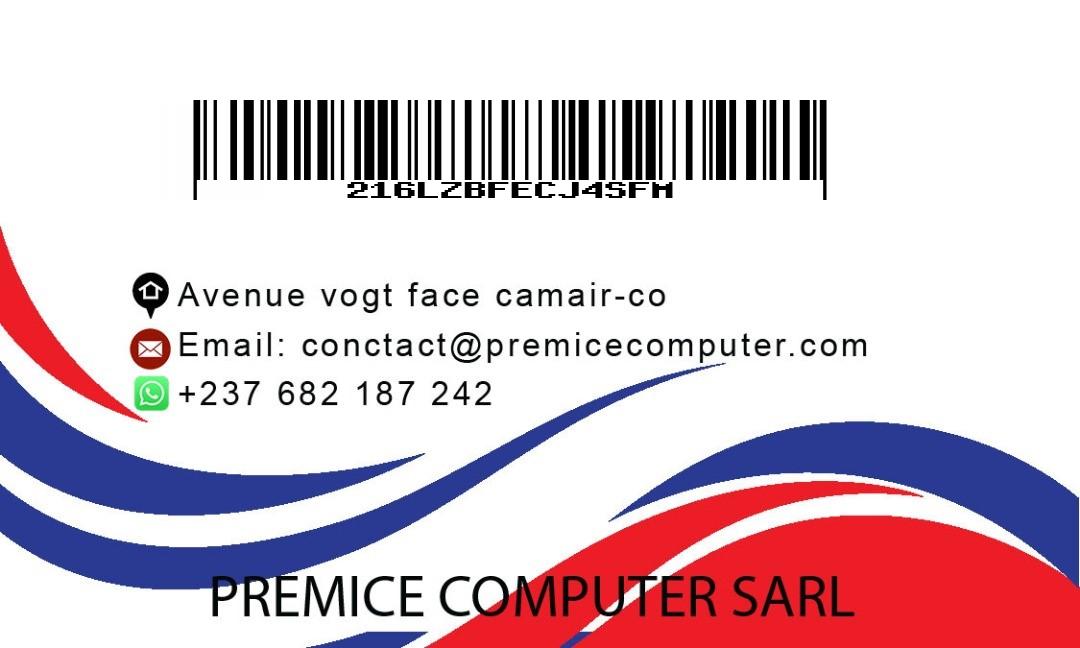 216LZBFECJ4SFM
Avenue vogt face camair-co
Email: conctact@premicecomputer.com
+237 682 187 242
PREMICE COMPUTER SARL